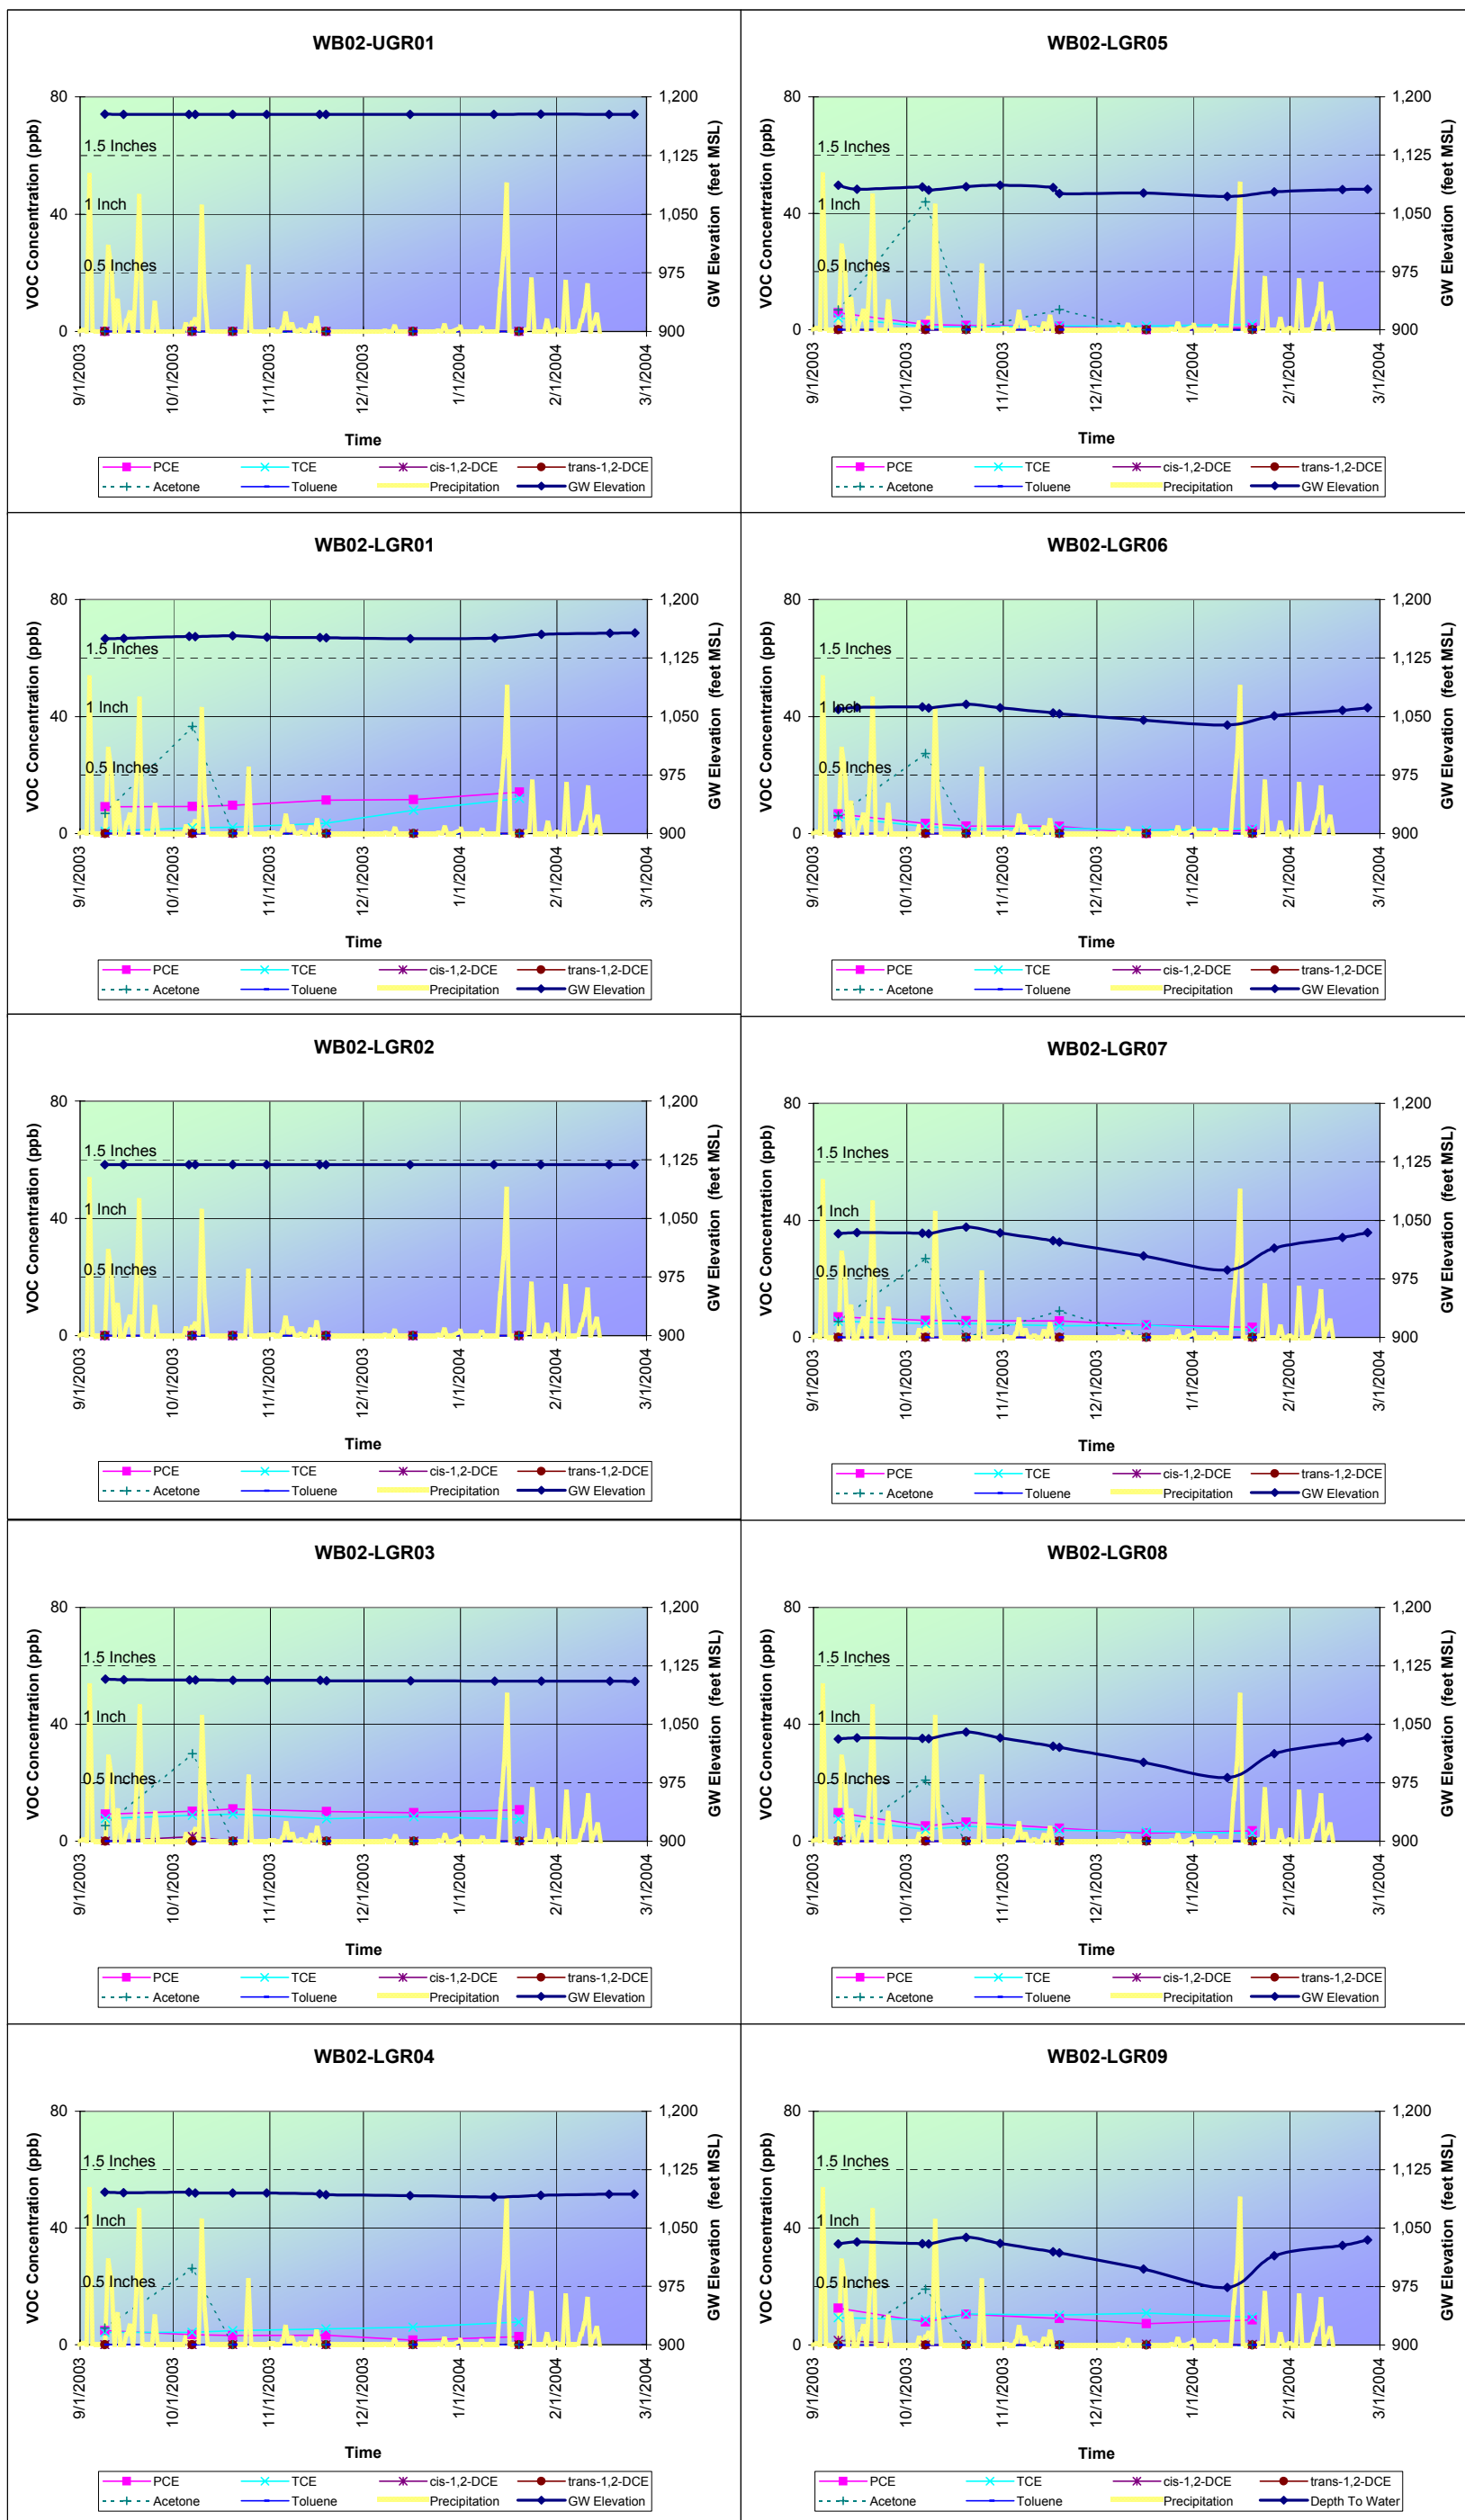 WB02-UGR01
VOC Concentration (ppb)
80
40
0
1.5 Inches
1 Inch
0.5 Inches
1,200
1,125
1,050
975
900
GW Elevation (feet MSL)
9/1/2003
10/1/2003
11/1/2003
12/1/2003
1/1/2004
2/1/2004
3/1/2004
Time
PCE TCE cis-1,2-DCE trans-1,2-DCE
Acetone Toluene Precipitation GW Elevation
WB02-LGR05
VOC Concentration (ppb)
80
40
0
1.5 Inches
1 Inch
0.5 Inches
1,200
1,125
1,050
975
900
GW Elevation (feet MSL)
9/1/2003
10/1/2003
11/1/2003
12/1/2003
1/1/2004
2/1/2004
3/1/2004
Time
PCE TCE cis-1,2-DCE trans-1,2-DCE
Acetone Toluene Precipitation GW Elevation
WB02-LGR01
VOC Concentration (ppb)
80
40
0
1.5 Inches
1 Inch
0.5 Inches
1,200
1,125
1,050
975
900
GW Elevation (feet MSL)
9/1/2003
10/1/2003
11/1/2003
12/1/2003
1/1/2004
2/1/2004
3/1/2004
Time
PCE TCE cis-1,2-DCE trans-1,2-DCE
Acetone Toluene Precipitation GW Elevation
WB02-LGR06
VOC Concentration (ppb)
80
40
0
1.5 Inches
1 Inch
0.5 Inches
1,200
1,125
1,050
975
900
GW Elevation (feet MSL)
9/1/2003
10/1/2003
11/1/2003
12/1/2003
1/1/2004
2/1/2004
3/1/2004
Time
PCE TCE cis-1,2-DCE trans-1,2-DCE
Acetone Toluene Precipitation GW Elevation
WB02-LGR02
VOC Concentration (ppb)
80
40
0
1.5 Inches
1 Inch
0.5 Inches
1,200
1,125
1,050
975
900
GW Elevation (feet MSL)
9/1/2003
10/1/2003
11/1/2003
12/1/2003
1/1/2004
2/1/2004
3/1/2004
Time
PCE TCE cis-1,2-DCE trans-1,2-DCE
Acetone Toluene Precipitation GW Elevation
WB02-LGR07
VOC Concentration (ppb)
80
40
0
1.5 Inches
1 Inch
0.5 Inches
1,200
1,125
1,050
975
900
GW Elevation (feet MSL)
9/1/2003
10/1/2003
11/1/2003
12/1/2003
1/1/2004
2/1/2004
3/1/2004
Time
PCE TCE cis-1,2-DCE trans-1,2-DCE
Acetone Toluene Precipitation GW Elevation
WB02-LGR03
VOC Concentration (ppb)
80
40
0
1.5 Inches
1 Inch
0.5 Inches
1,200
1,125
1,050
975
900
GW Elevation (feet MSL)
9/1/2003
10/1/2003
11/1/2003
12/1/2003
1/1/2004
2/1/2004
3/1/2004
Time
PCE TCE cis-1,2-DCE trans-1,2-DCE
Acetone Toluene Precipitation GW Elevation
WB02-LGR08
VOC Concentration (ppb)
80
40
0
1.5 Inches
1 Inch
0.5 Inches
1,200
1,125
1,050
975
900
GW Elevation (feet MSL)
9/1/2003
10/1/2003
11/1/2003
12/1/2003
1/1/2004
2/1/2004
3/1/2004
Time
PCE TCE cis-1,2-DCE trans-1,2-DCE
Acetone Toluene Precipitation GW Elevation
WB02-LGR04
VOC Concentration (ppb)
80
40
0
1.5 Inches
1 Inch
0.5 Inches
1,200
1,125
1,050
975
900
GW Elevation (feet MSL)
9/1/2003
10/1/2003
11/1/2003
12/1/2003
1/1/2004
2/1/2004
3/1/2004
Time
PCE TCE cis-1,2-DCE trans-1,2-DCE
Acetone Toluene Precipitation GW Elevation
WB02-LGR09
VOC Concentration (ppb)
80
40
0
1.5 Inches
1 Inch
0.5 Inches
1,200
1,125
1,050
975
900
GW Elevation (feet MSL)
9/1/2003
10/1/2003
11/1/2003
12/1/2003
1/1/2004
2/1/2004
3/1/2004
Time
PCE TCE cis-1,2-DCE trans-1,2-DCE
Acetone Toluene Precipitation Depth To Water